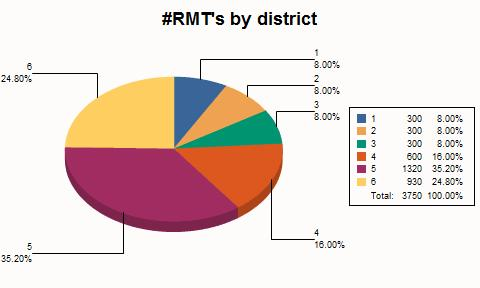 #RMT's by district
1
8.00%
2
8.00%
3
8.00%
4
16.00%
5
35.20%
6
24.80%
1 300 8.00%
2 300 8.00%
3 300 8.00%
4 600 16.00%
5 1320 35.20%
6 930 24.80%
Total: 3750 100.00%